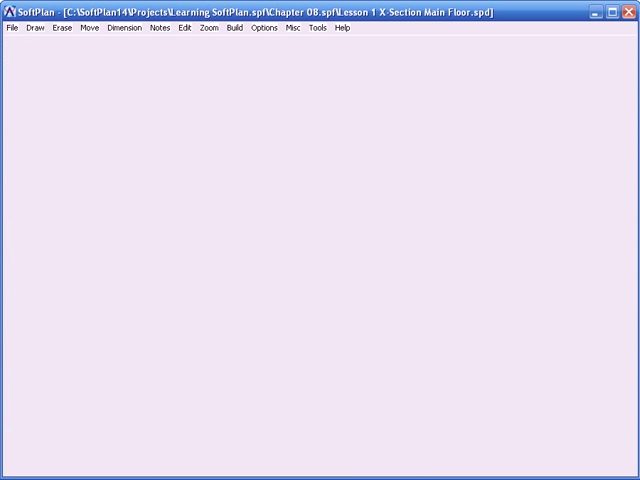 SoftPlan - [C:\SoftPlan14\Projects\Learning SoftPlan.spf\Chapter 08.spf\Lesson 1 X-Section Main Floor.spd]
File Draw Erase Move Dimension Notes Edit Zoom Build Options Misc Tools Help